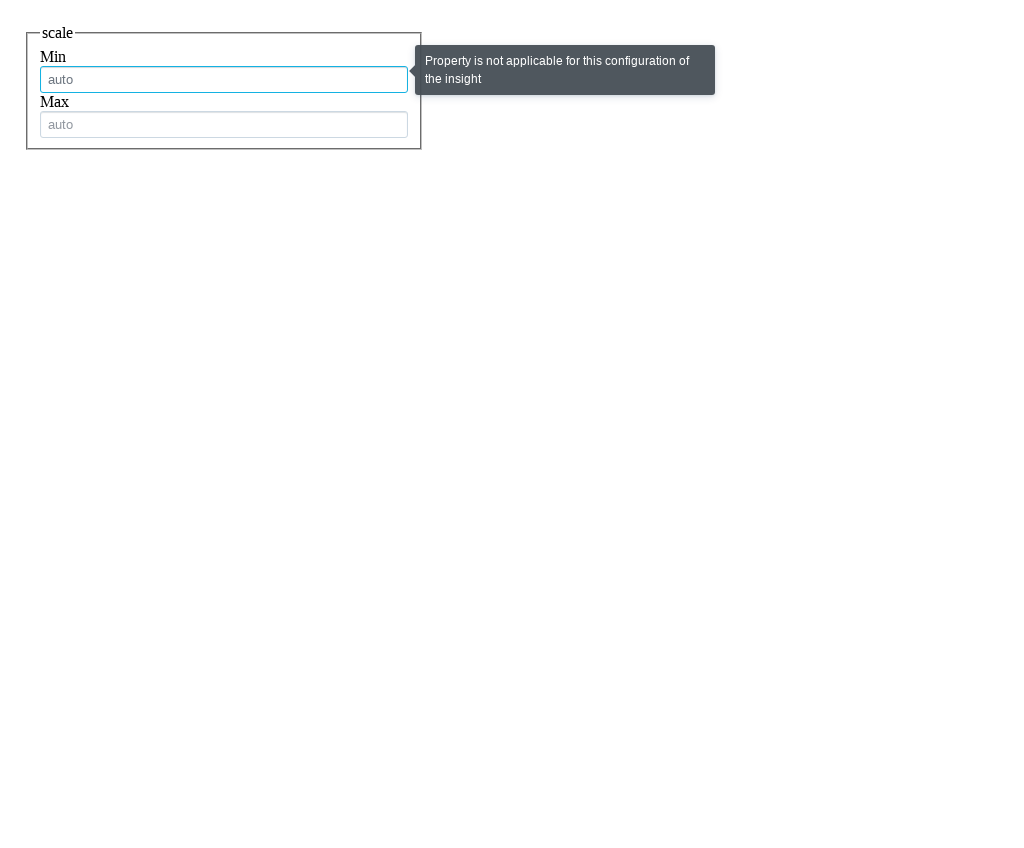 scale
Min
auto
Property is not applicable for this configuration of
the insight
Max
auto